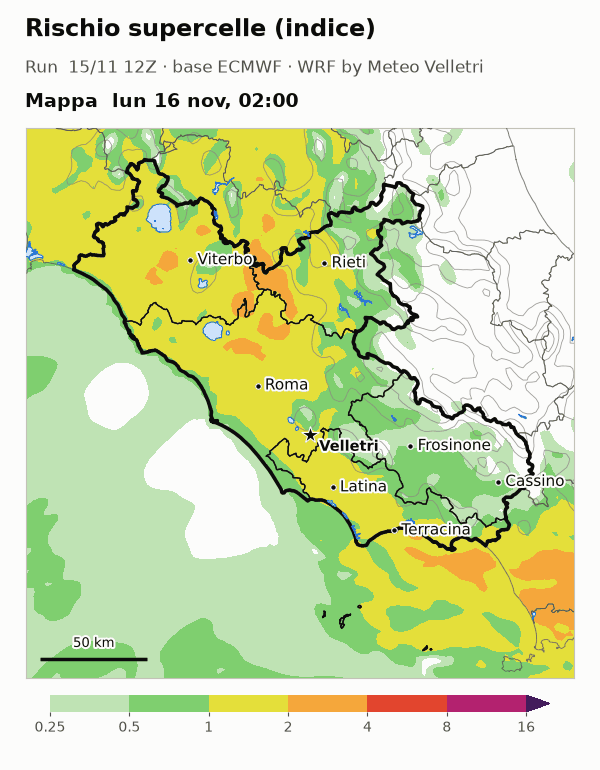 Rischio supercelle (indice)
Run  15/11 12Z · base ECMWF · WRF by Meteo Velletri
Mappa  lun 16 nov, 02:00
Viterbo
Rieti
Roma
Velletri
Frosinone
Cassino
Latina
Terracina
50 km
0.25 0.5 1 2 4 8 16